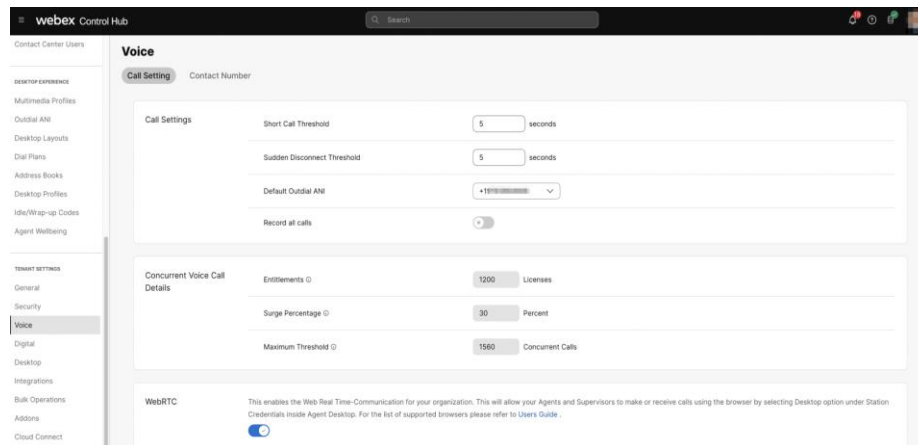 webex Control Hub
Search
Contact Center Users
DESKTOP EXPERIENCE
Multimedia Profiles
Outdial ANI
Desktop Layouts
Dial Plans
Address Books
Desktop Profiles
Idle/Wrap-up Codes
Agent Wellbeing
TENANT SETTINGS
General
Security
Voice
Digital
Desktop
Integrations
Bulk Operations
Addons
Cloud Connect
Voice
Call Setting Contact Number
Call Settings
Short Call Threshold 5 seconds
Sudden Disconnect Threshold 5 seconds
Default Outdial ANI
Record all calls
Concurrent Voice Call
Details
Entitlements 1200 Licenses
Surge Percentage 30 Percent
Maximum Threshold 1560 Concurrent Calls
WebRTC
This enables the Web Real Time-Communication for your organization. This will allow your Agents and Supervisors to make or receive calls using the browser by selecting Desktop option under Station
Credentials inside Agent Desktop. For the list of supported browsers please refer to Users Guide .